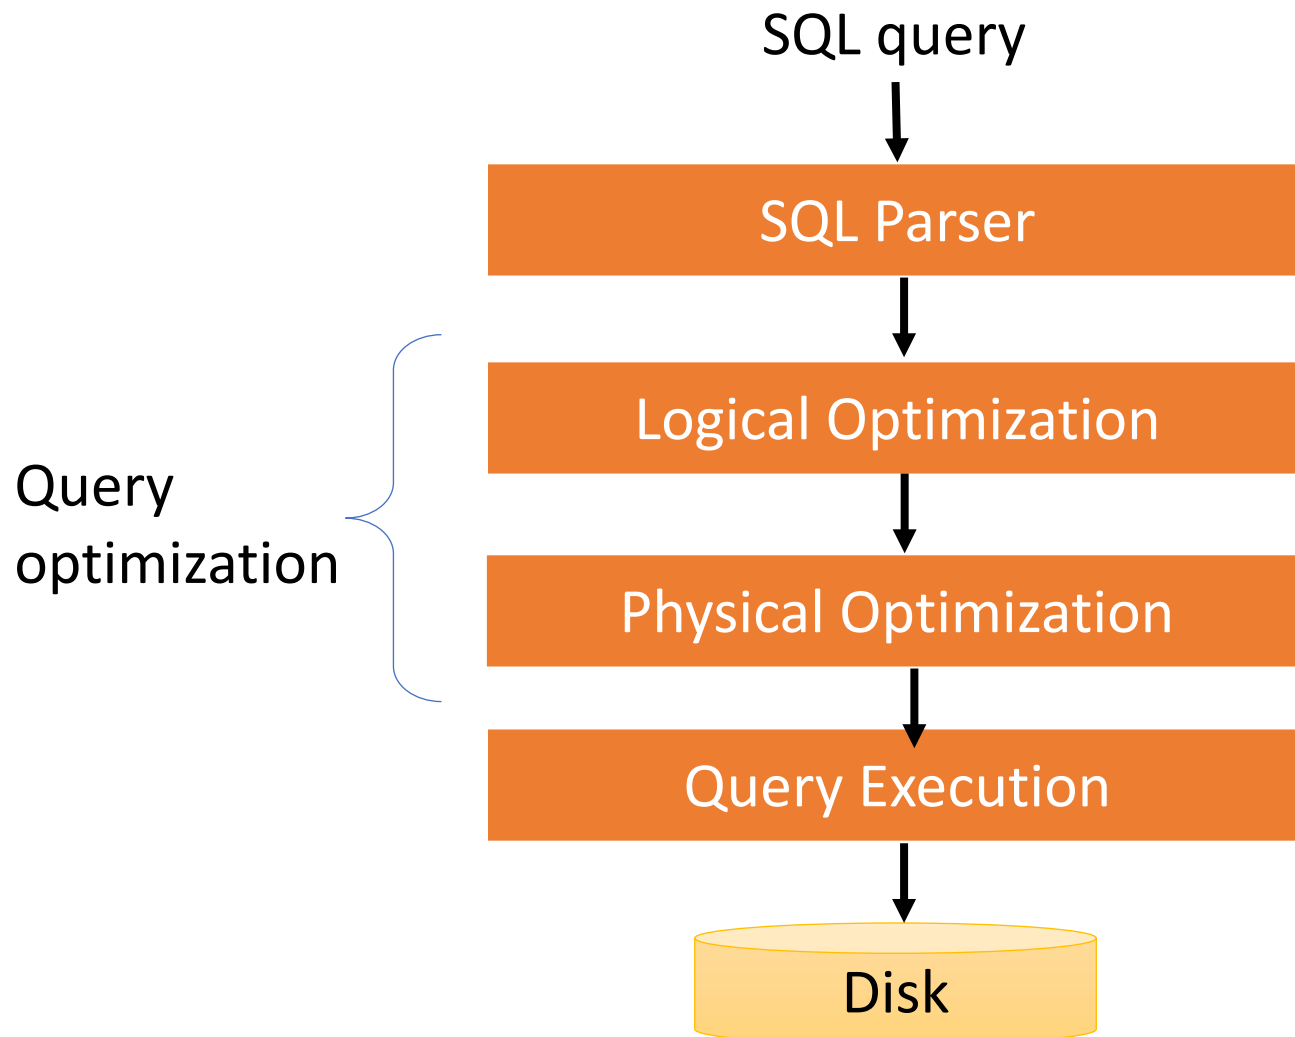 SQL query
SQL Parser
Logical Optimization
Query
optimization
Physical Optimization
Query Execution
Disk